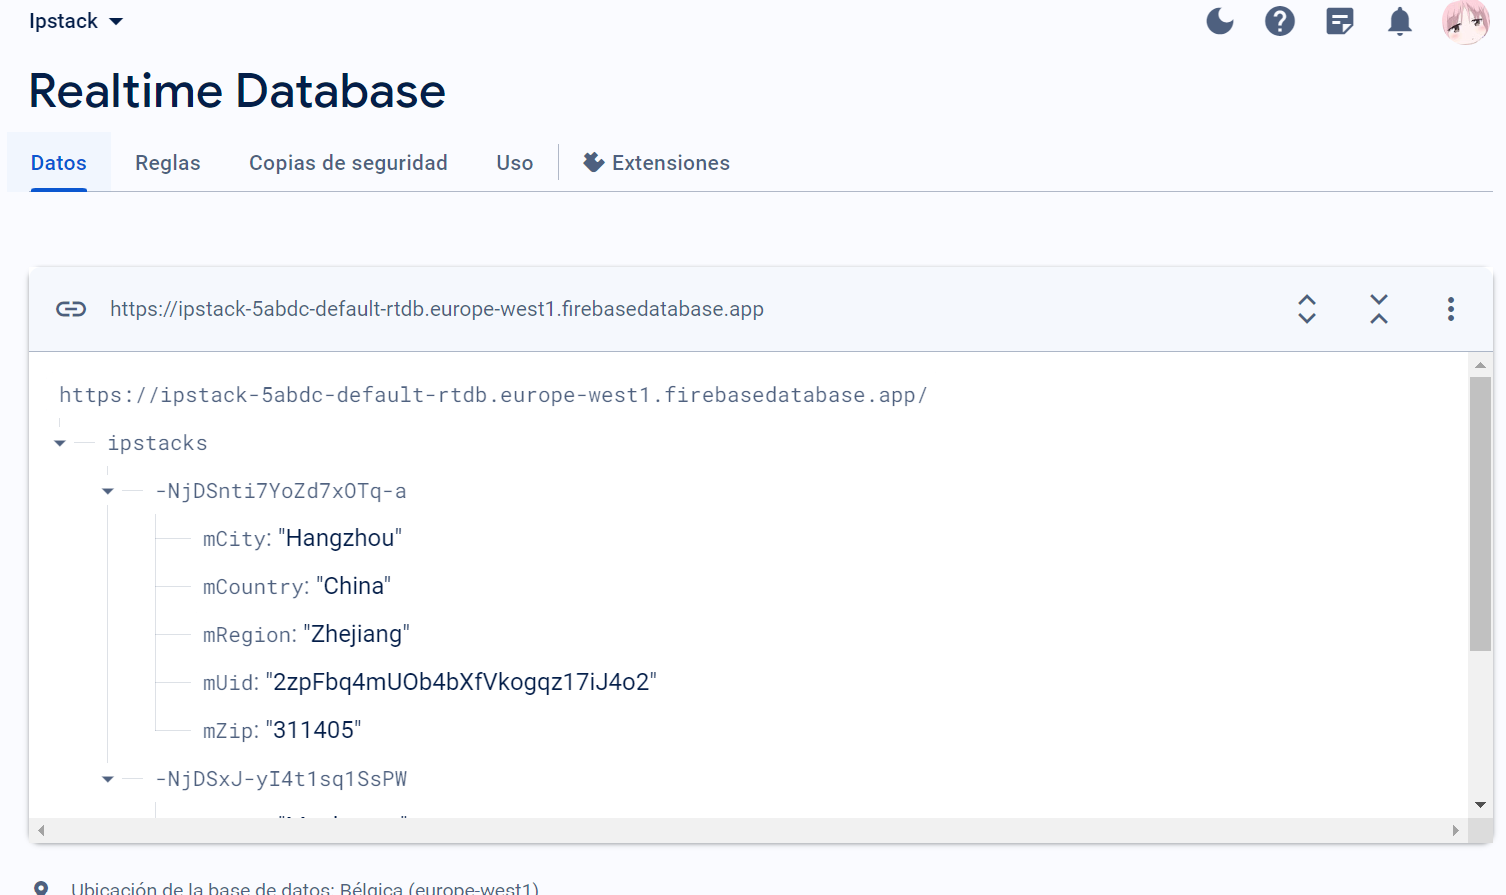 Ipstack
Realtime Database
Datos Reglas Copias de seguridad Uso Extensiones
https://ipstack-5abdc-default-rtdb.europe-west1.firebasedatabase.app
https://ipstack-5abdc-default-rtdb.europe-west1.firebasedatabase.app/
ipstacks
-NjDSnti7YoZd7xOTq-a
mCity: "Hangzhou"
mCountry: "China"
mRegion: "Zhejiang"
mUid: "2zpFbq4mUOb4bXfVkogqz17iJ4o2"
mZip: "311405"
-NjDSxJ-yI4t1sq1SsPW
Ubicación de la base de datos: Bélgica (europe-west1)